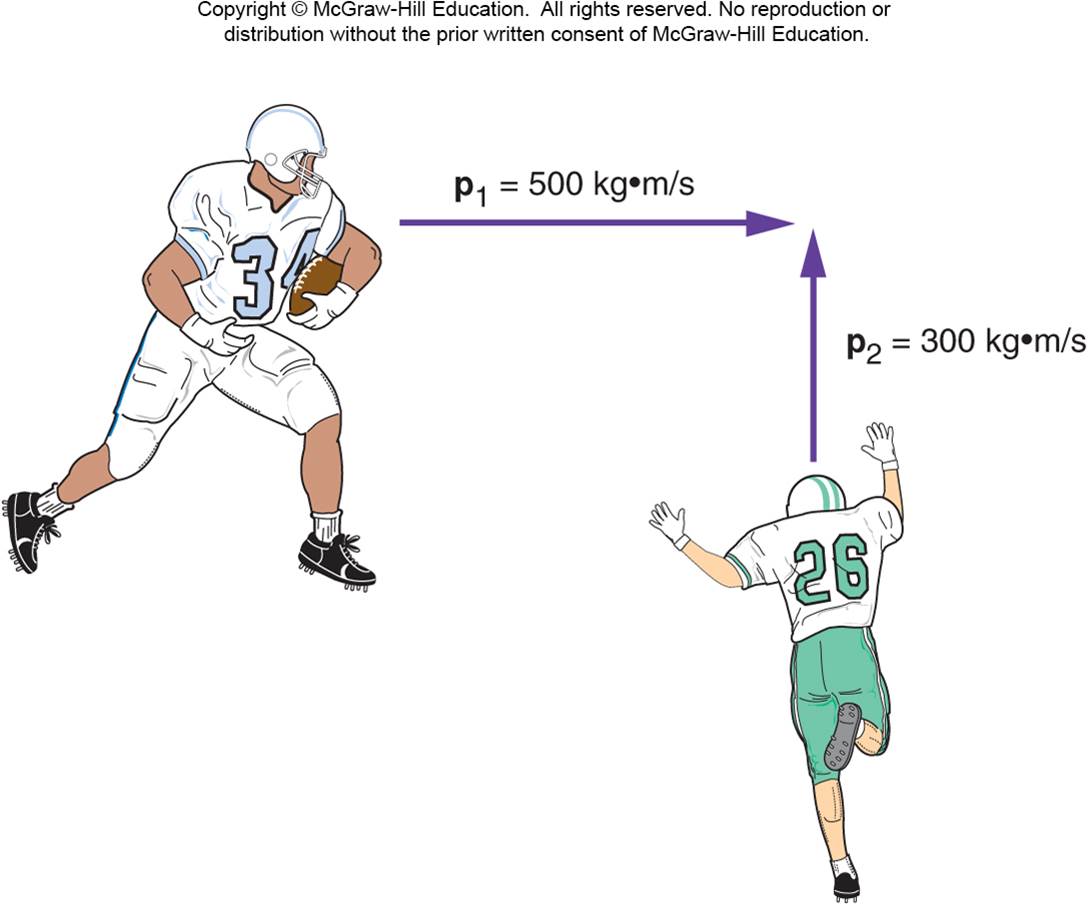 Copyright © McGraw-Hill Education. All rights reserved. No reproduction or
distribution without the prior written consent of McGraw-Hill Education.
p₁ = 500 kg•m/s
34
p₂ = 300 kg•m/s
26